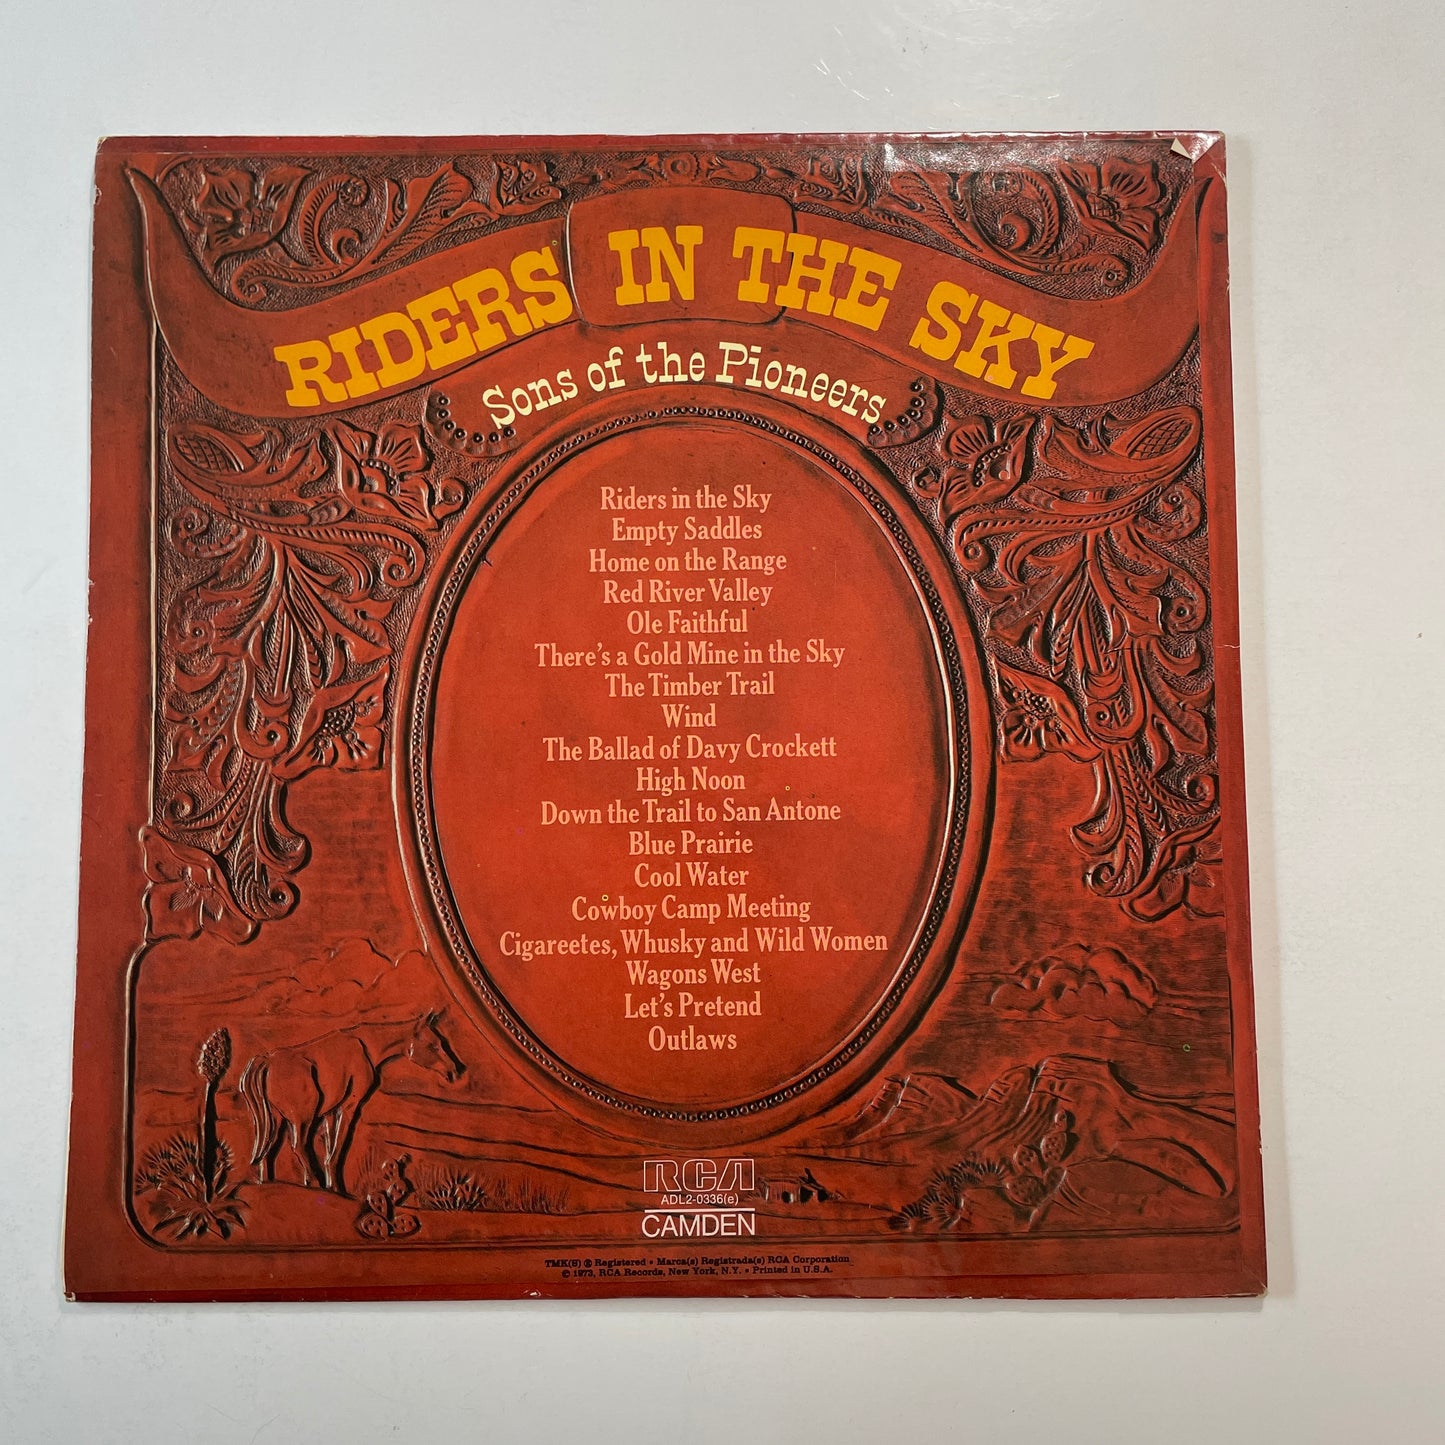 RIDERS IN THE SKY
Sons of the Pioneers
Riders in the Sky
Empty Saddles
Home on the Range
Red River Valley
Ole Faithful
There's a Gold Mine in the Sky
The Timber Trail
Wind
The Ballad of Davy Crockett
High Noon
Down the Trail to San Antone
Blue Prairie
Cool Water
Cowboy Camp Meeting
Cigareetes, Whusky and Wild Women
Wagons West
Let's Pretend
Outlaws
RCA
ADL2-0336(e)
CAMDEN
TMK(S) ® Registered • Marca(s) Registrada(s) RCA Corporation
© 1973, RCA Records, New York, N.Y. • Printed in U.S.A.